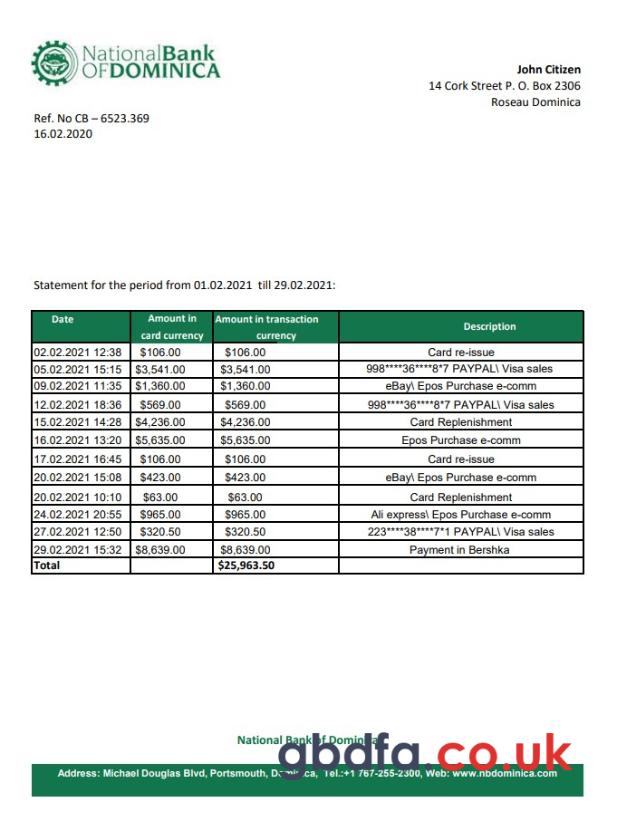 NationalBank
OFDOMINICA
John Citizen
14 Cork Street P. O. Box 2306
Roseau Dominica
Ref. No CB – 6523.369
16.02.2020
Statement for the period from 01.02.2021 till 29.02.2021:
Date Amount in card currency Amount in transaction currency Description
02.02.2021 12:38 $106.00 $106.00 Card re-issue
05.02.2021 15:15 $3,541.00 $3,541.00 998****36****8*7 PAYPAL\ Visa sales
09.02.2021 11:35 $1,360.00 $1,360.00 eBay\ Epos Purchase e-comm
12.02.2021 18:36 $569.00 $569.00 998****36****8*7 PAYPAL\ Visa sales
15.02.2021 14:28 $4,236.00 $4,236.00 Card Replenishment
16.02.2021 13:20 $5,635.00 $5,635.00 Epos Purchase e-comm
17.02.2021 16:45 $106.00 $106.00 Card re-issue
20.02.2021 15:08 $423.00 $423.00 eBay\ Epos Purchase e-comm
20.02.2021 10:10 $63.00 $63.00 Card Replenishment
24.02.2021 20:55 $965.00 $965.00 Ali express\ Epos Purchase e-comm
27.02.2021 12:50 $320.50 $320.50 223****38****7*1 PAYPAL\ Visa sales
29.02.2021 15:32 $8,639.00 $8,639.00 Payment in Bershka
Total $25,963.50
National Bank of Dominica
gbdfa.co.uk
Address: Michael Douglas Blvd, Portsmouth, Dominica, Tel.:+1 767-255-2300, Web: www.nbdominica.com